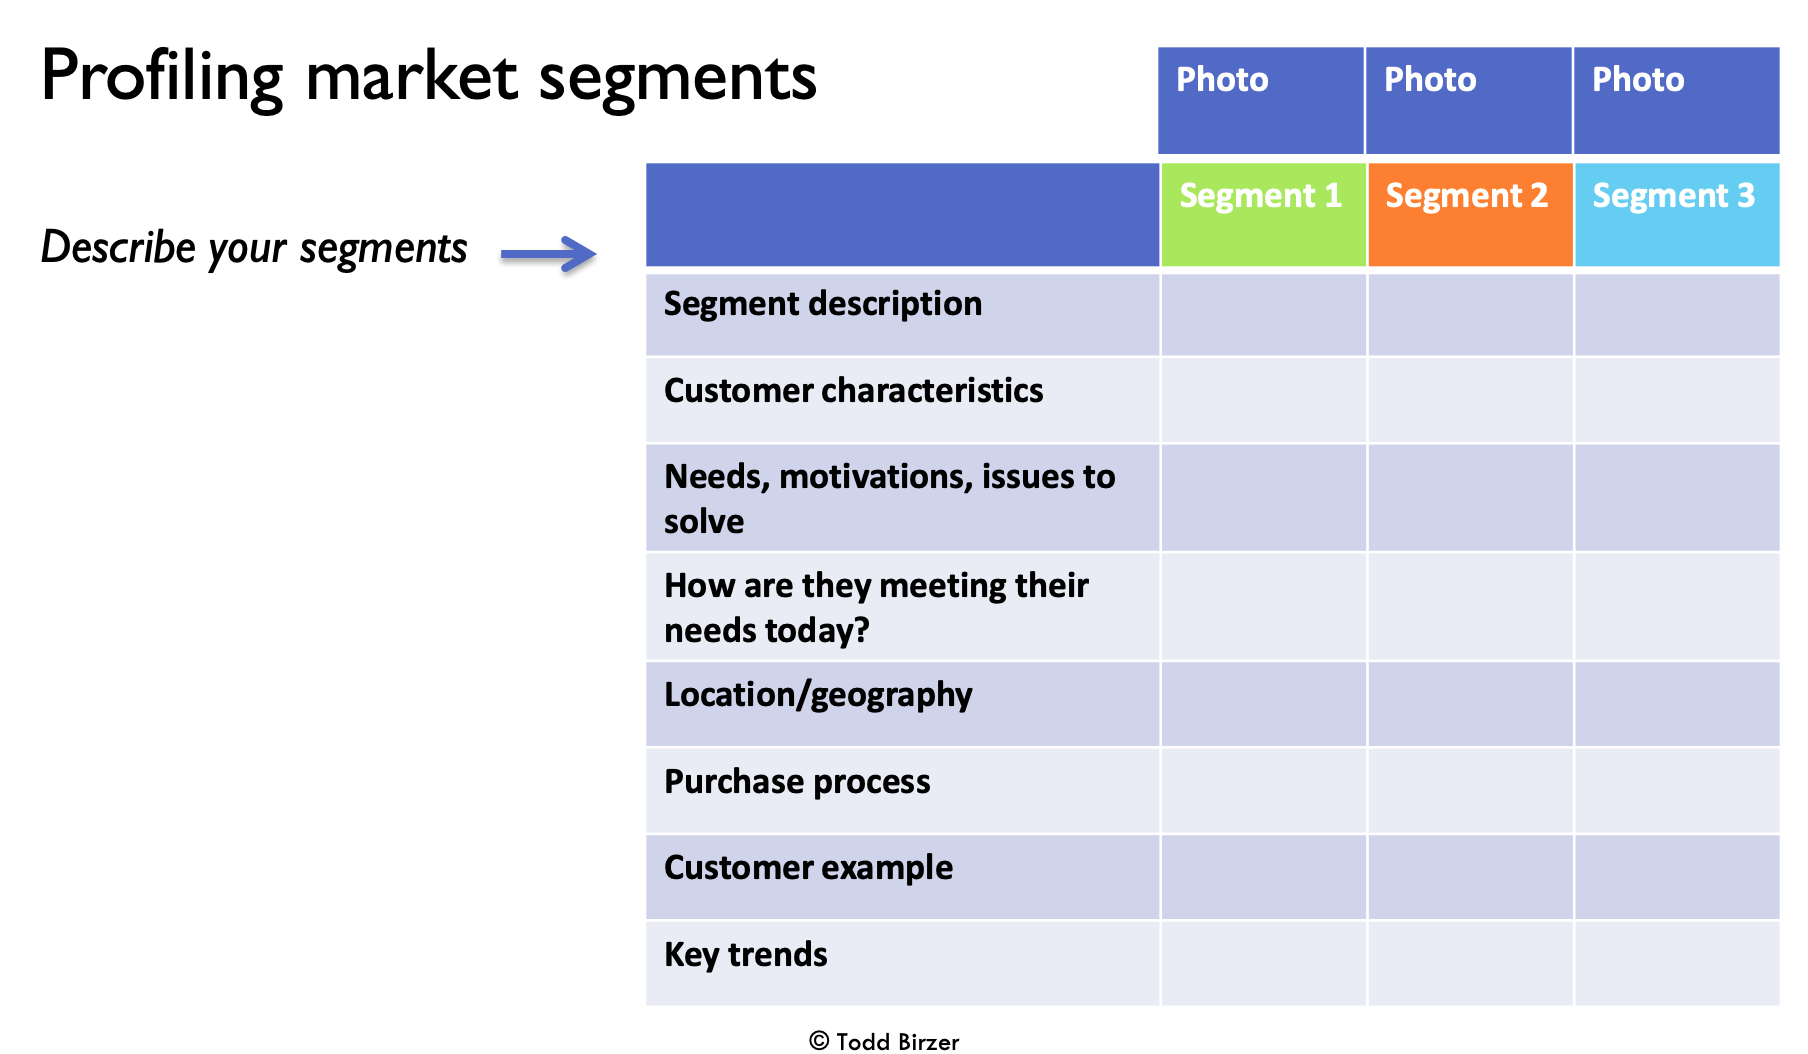 Profiling market segments
Photo Photo Photo
Segment 1 Segment 2 Segment 3
Describe your segments
Segment description
Customer characteristics
Needs, motivations, issues to
solve
How are they meeting their
needs today?
Location/geography
Purchase process
Customer example
Key trends
© Todd Birzer